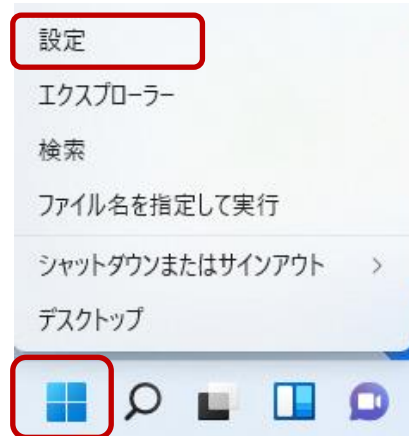 設定
エクスプローラー
検索
ファイル名を指定して実行
シャットダウンまたはサインアウト
デスクトップ